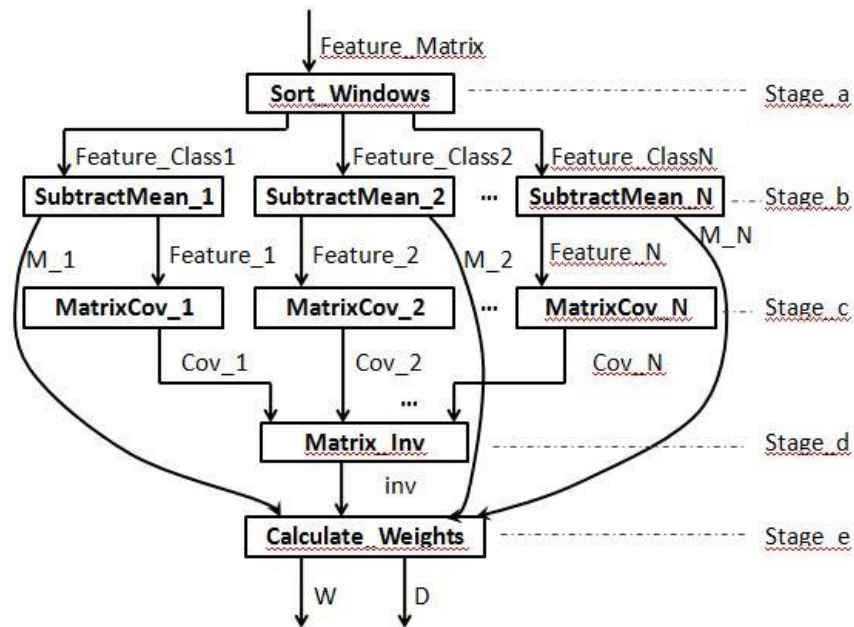 Feature_Matrix
Sort_Windows
Stage_a
Feature_Class1
Feature_Class2
Feature_ClassN
SubtractMean_1
SubtractMean_2
...
SubtractMean_N
Stage_b
M_1
Feature_1
Feature_2
M_2
Feature_N
M_N
MatrixCov_1
MatrixCov_2
...
MatrixCov_N
Stage_c
Cov_1
Cov_2
Cov_N
...
Matrix_Inv
Stage_d
inv
Calculate_Weights
Stage_e
W
D